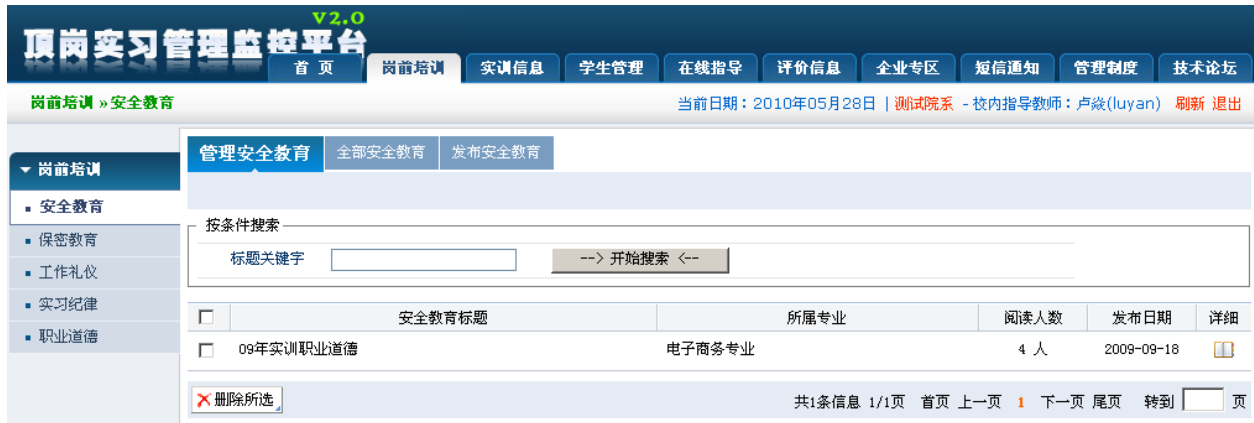 V2.0
顶岗实习管理监控平台
首 页 岗前培训 实训信息 学生管理 在线指导 评价信息 企业专区 短信通知 管理制度 技术论坛
岗前培训 » 安全教育 当前日期：2010年05月28日 | 测试院系 - 校内指导教师：卢焱(luyan) 刷新 退出
岗前培训
安全教育
保密教育
工作礼仪
实习纪律
职业道德
管理安全教育 全部安全教育 发布安全教育
按条件搜索
标题关键字 --> 开始搜索 <--
安全教育标题 所属专业 阅读人数 发布日期 详细
09年实训职业道德 电子商务专业 4 人 2009-09-18
删除所选 共1条信息 1/1页 首页 上一页 1 下一页 尾页 转到 页